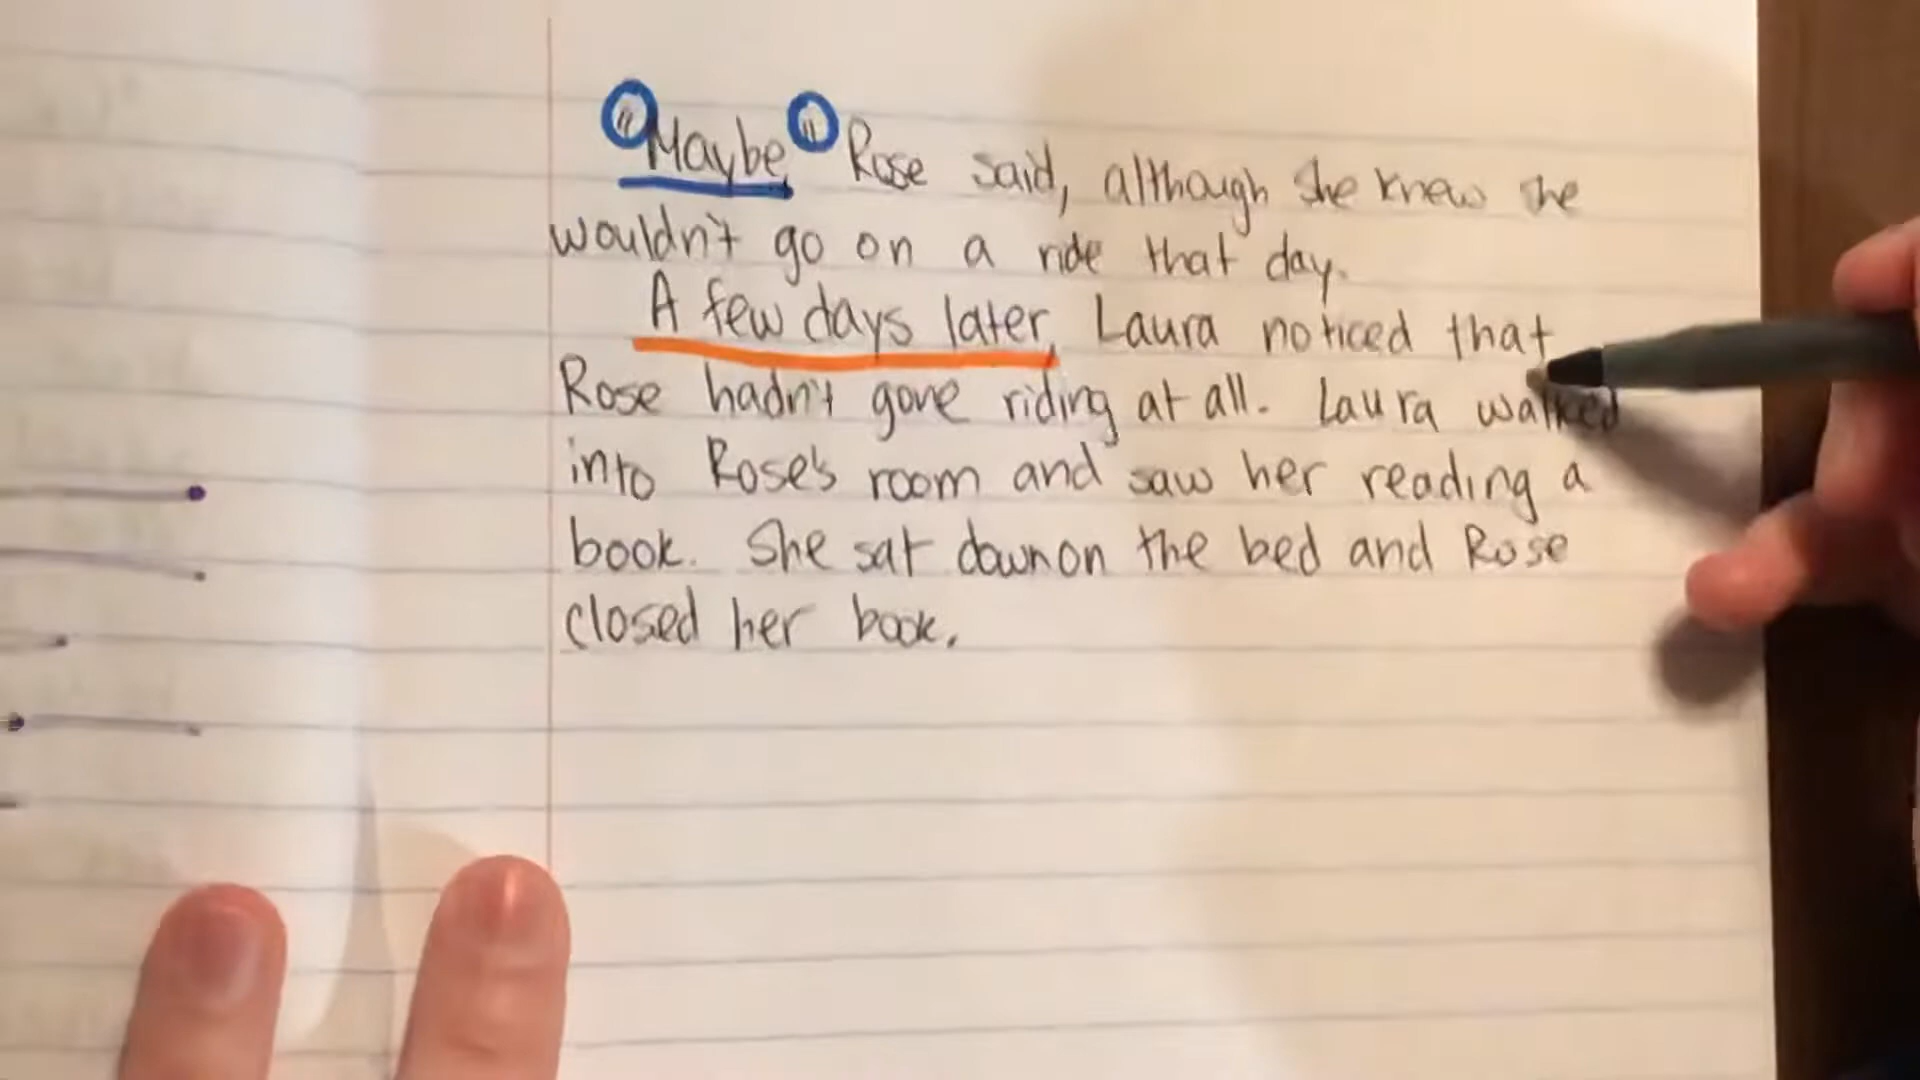 "Maybe," Rose said, although she knew she
wouldn't go on a ride that day.
A few days later, Laura noticed that
Rose hadn't gone riding at all. Laura walked
into Rose's room and saw her reading a
book. She sat down on the bed and Rose
closed her book.